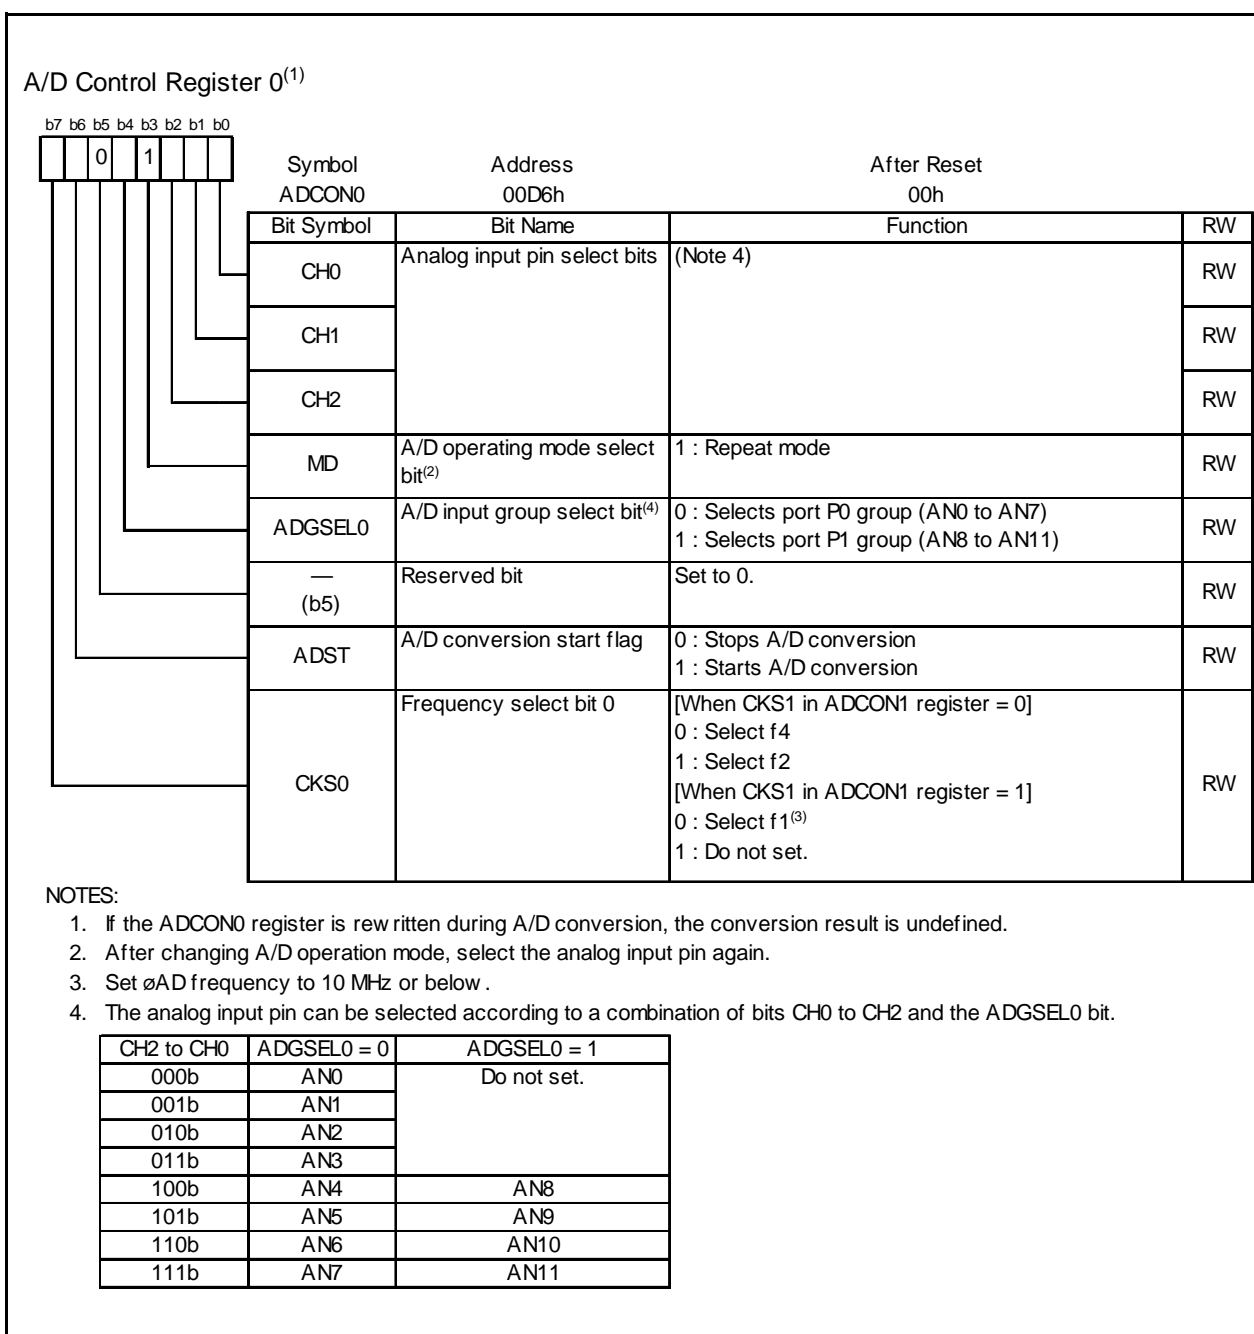 A/D Control Register 0(1)
b7 b6 b5 b4 b3 b2 b1 b0
0 1
Symbol Address After Reset
ADCON0 00D6h 00h
Bit Symbol Bit Name Function RW
CH0 Analog input pin select bits (Note 4) RW
CH1 RW
CH2 RW
MD A/D operating mode select bit(2) 1 : Repeat mode RW
ADGSEL0 A/D input group select bit(4) 0 : Selects port P0 group (AN0 to AN7)
1 : Selects port P1 group (AN8 to AN11) RW
—
(b5) Reserved bit Set to 0. RW
ADST A/D conversion start flag 0 : Stops A/D conversion
1 : Starts A/D conversion RW
CKS0 Frequency select bit 0 [When CKS1 in ADCON1 register = 0]
0 : Select f4
1 : Select f2
[When CKS1 in ADCON1 register = 1]
0 : Select f1(3)
1 : Do not set. RW
NOTES:
1. If the ADCON0 register is rewritten during A/D conversion, the conversion result is undefined.
2. After changing A/D operation mode, select the analog input pin again.
3. Set øAD frequency to 10 MHz or below.
4. The analog input pin can be selected according to a combination of bits CH0 to CH2 and the ADGSEL0 bit.
CH2 to CH0 ADGSEL0 = 0 ADGSEL0 = 1
000b AN0 Do not set.
001b AN1
010b AN2
011b AN3
100b AN4 AN8
101b AN5 AN9
110b AN6 AN10
111b AN7 AN11